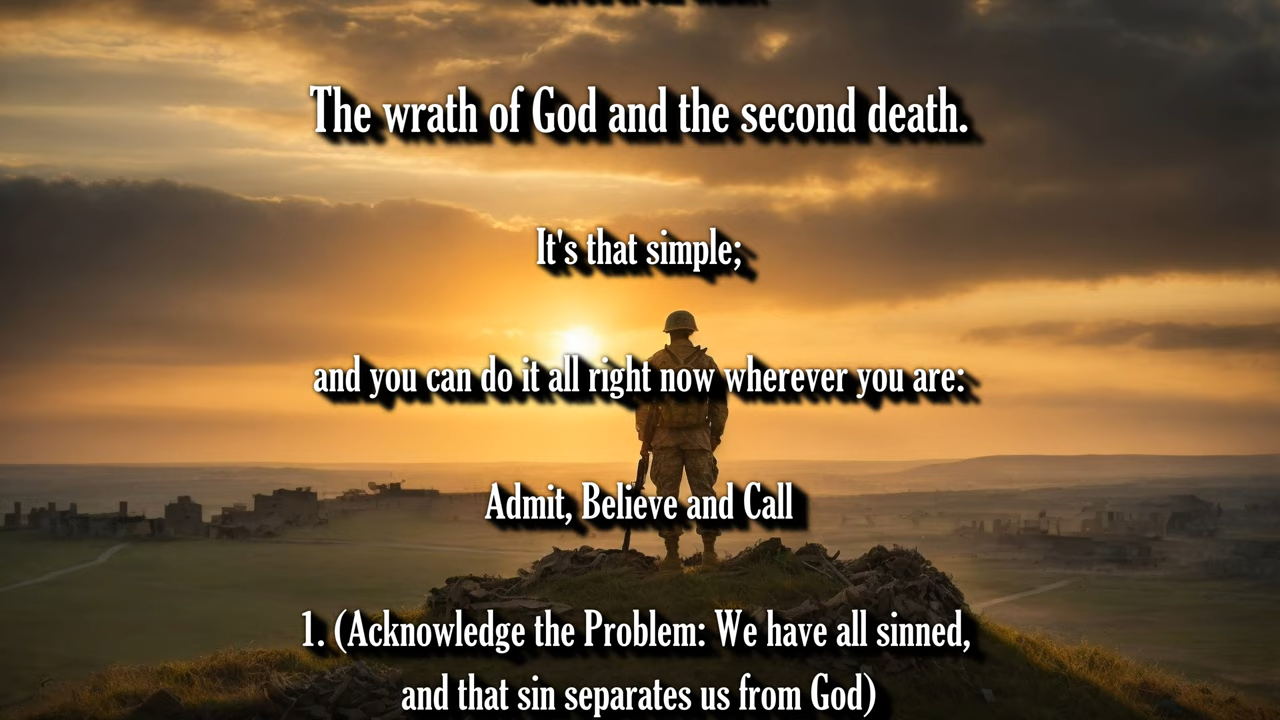 The wrath of God and the second death.
It's that simple;
and you can do it all right now wherever you are:
Admit, Believe and Call
1. (Acknowledge the Problem: We have all sinned,
and that sin separates us from God)